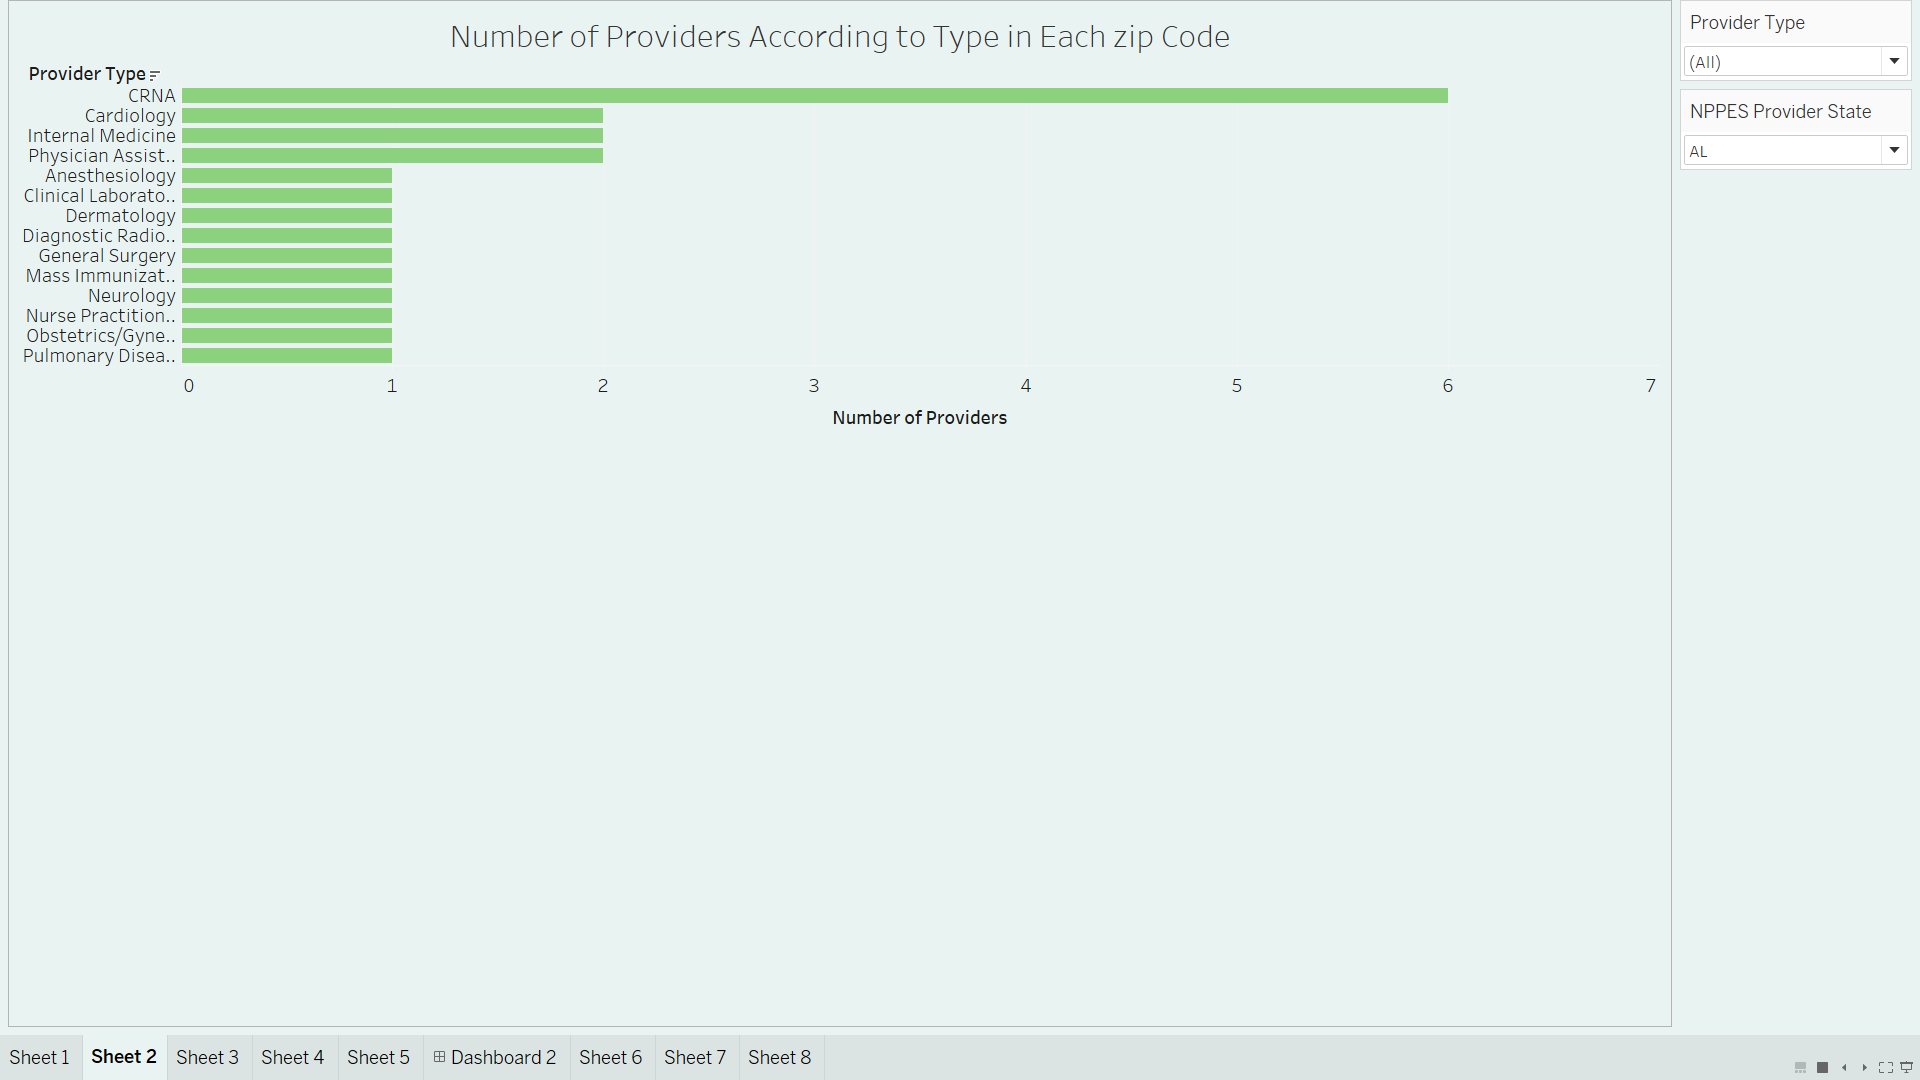 Number of Providers According to Type in Each zip Code
Provider Type
CRNA
Cardiology
Internal Medicine
Physician Assist..
Anesthesiology
Clinical Laborato..
Dermatology
Diagnostic Radio..
General Surgery
Mass Immunizat..
Neurology
Nurse Practition..
Obstetrics/Gyne..
Pulmonary Disea..
0 1 2 3 4 5 6 7
Number of Providers
Provider Type
(All)
NPPES Provider State
AL
Sheet 1 Sheet 2 Sheet 3 Sheet 4 Sheet 5 Dashboard 2 Sheet 6 Sheet 7 Sheet 8